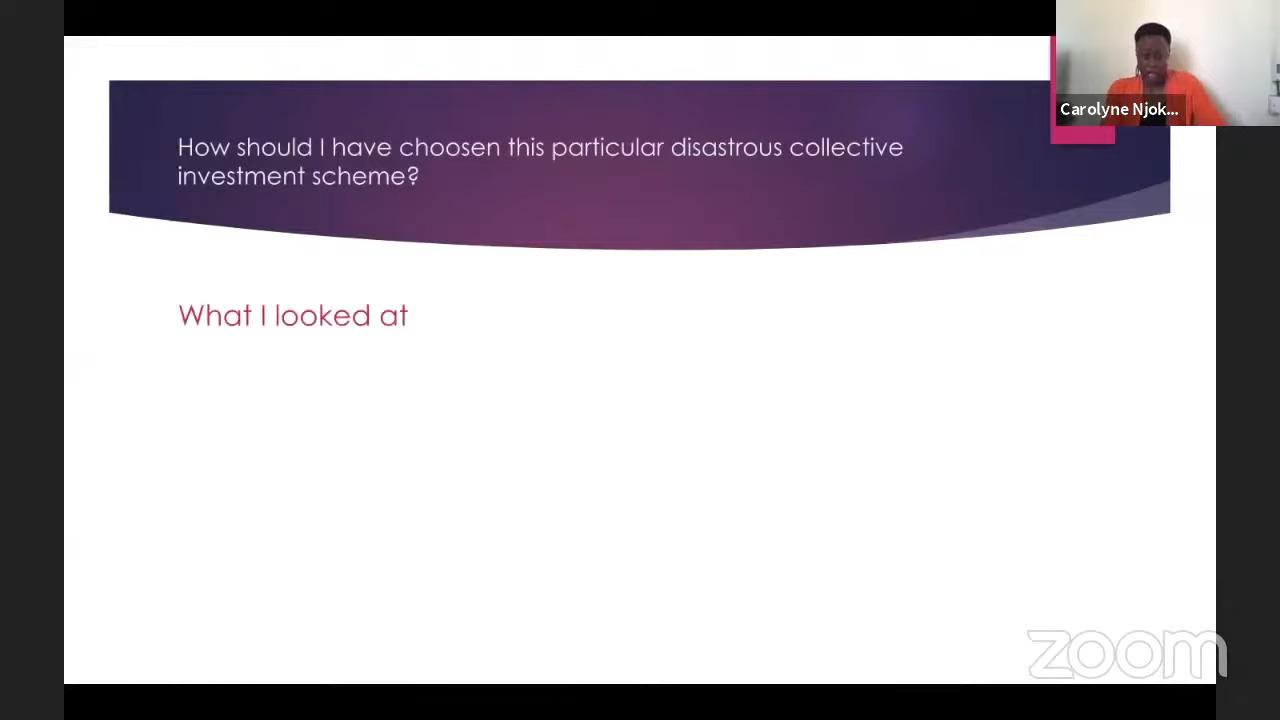 How should I have choosen this particular disastrous collective
investment scheme?
What I looked at
Carolyne Njok...
zoom